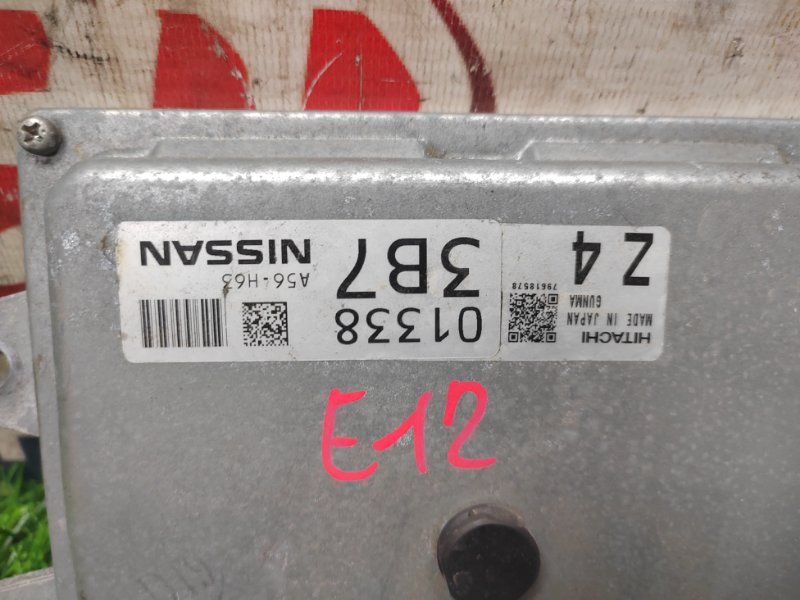 HITACHI
MADE IN JAPAN
GUNMA
79618578
Z4
01338
3B7
A56-H63
NISSAN
E12